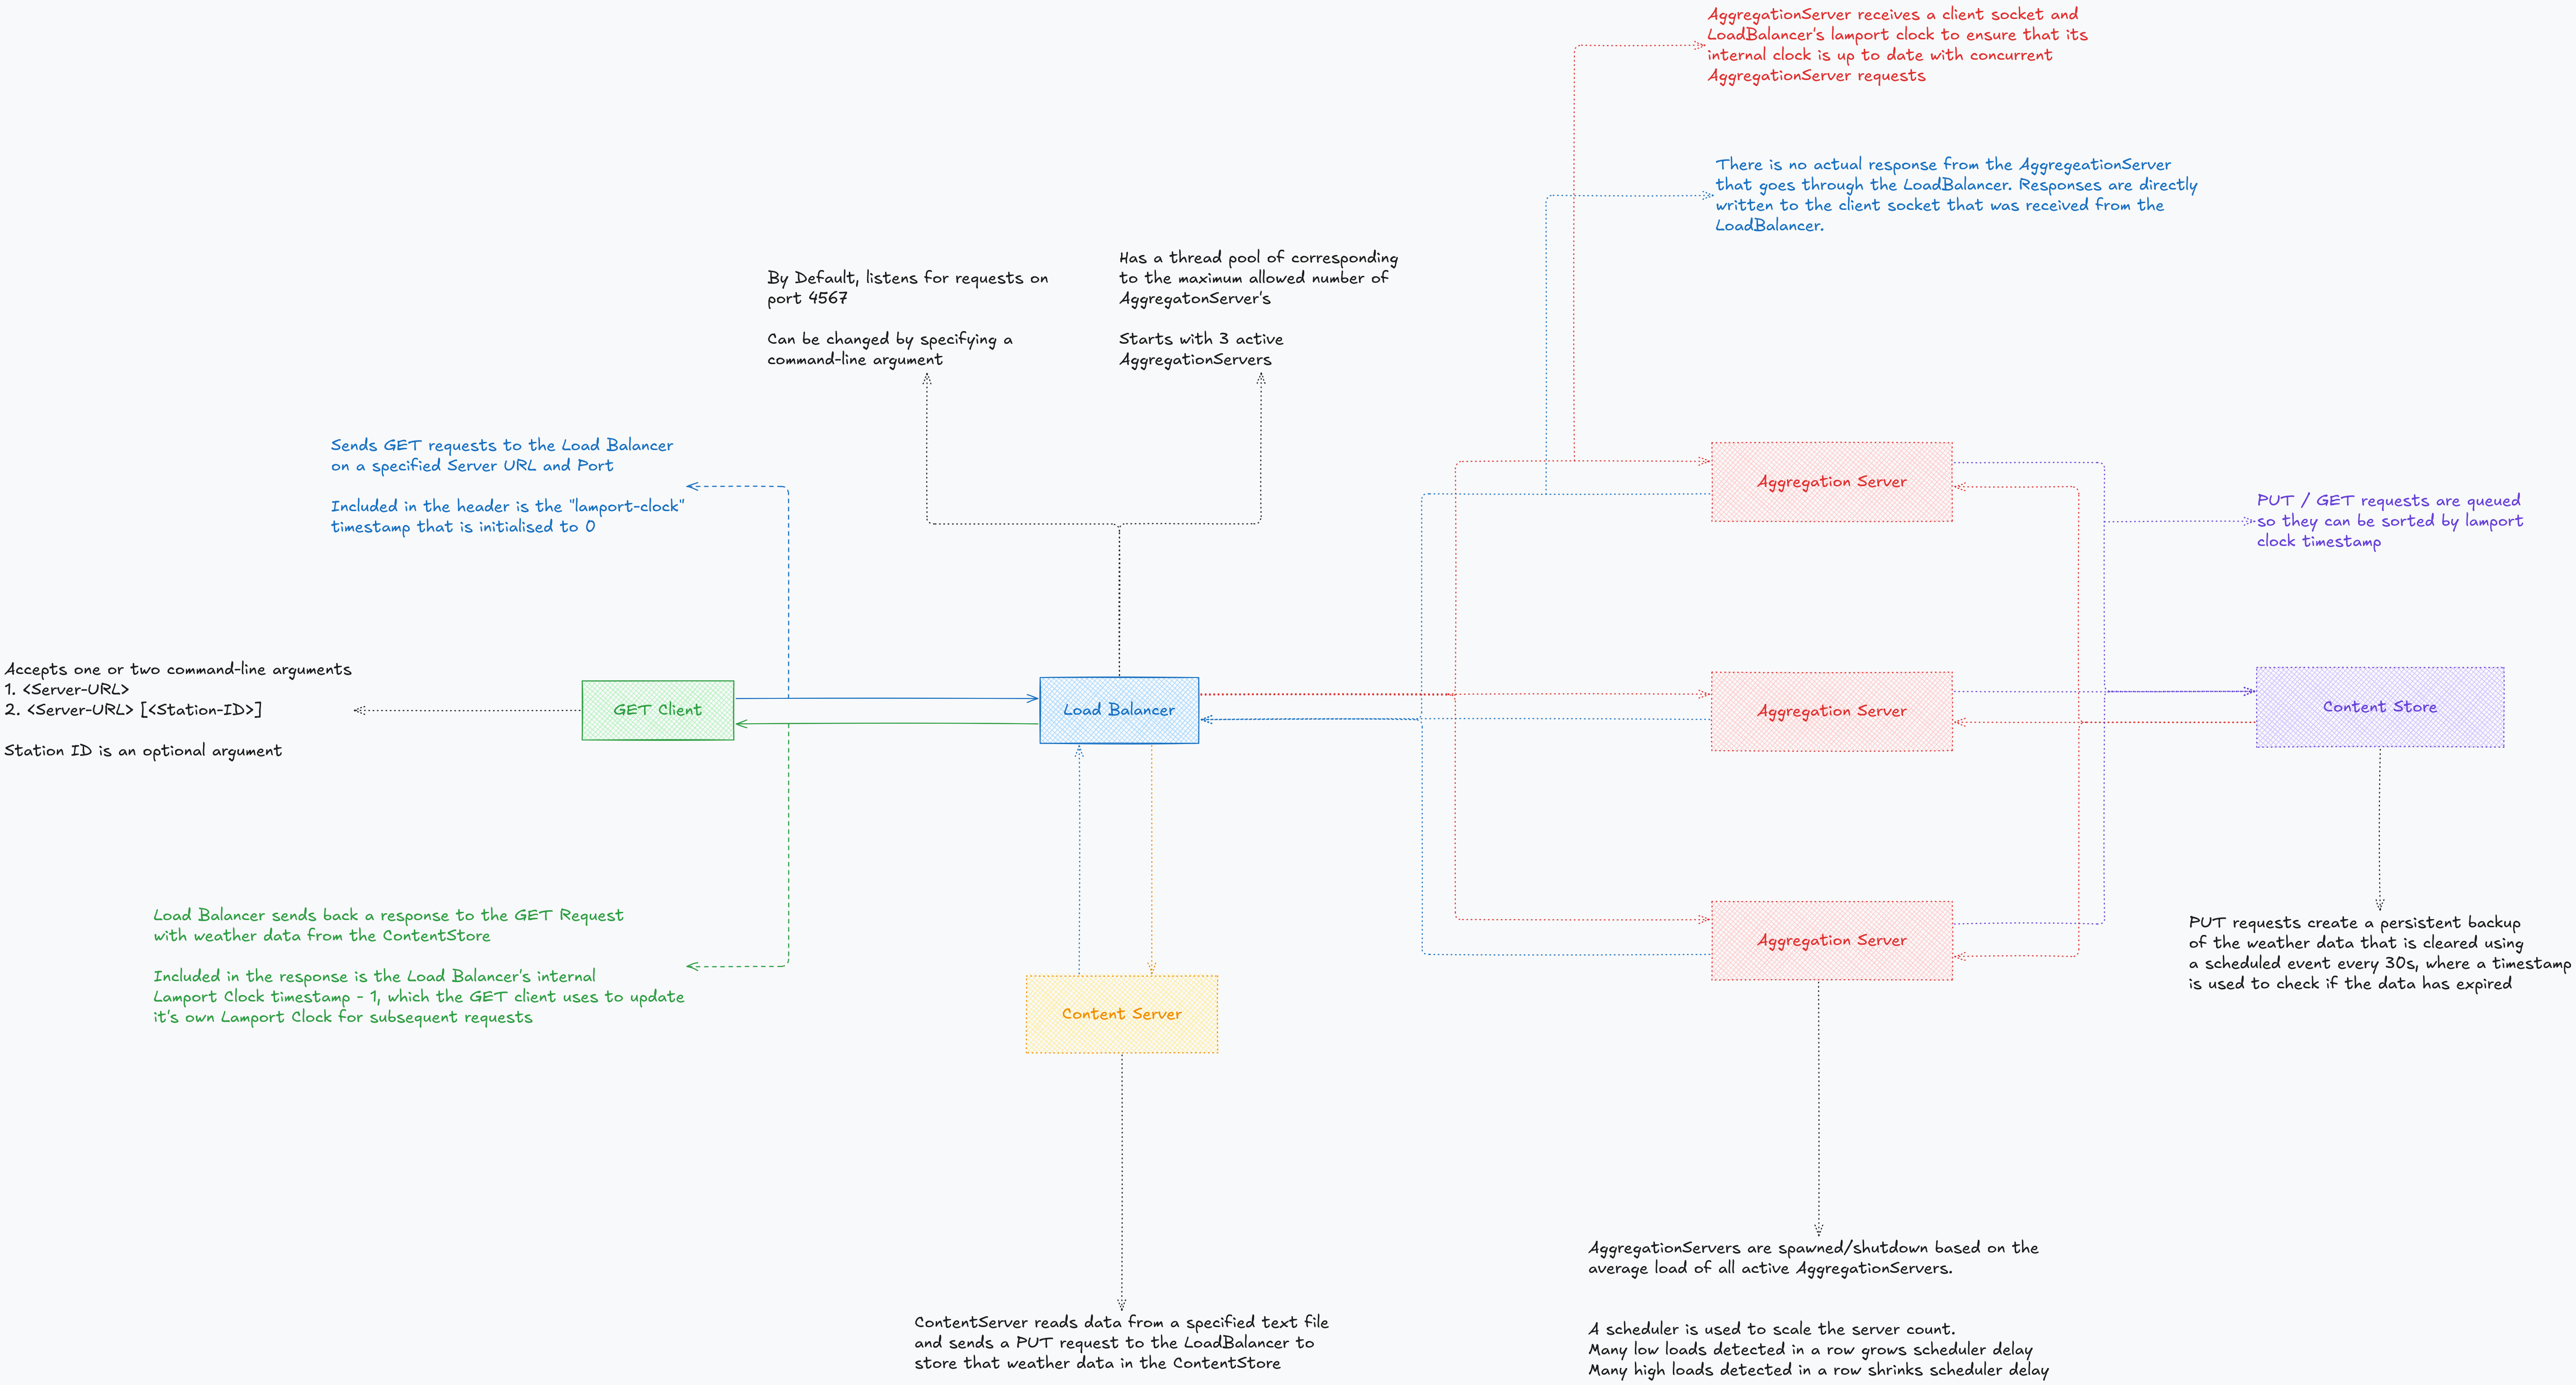 AggregationServer receives a client socket and
LoadBalancer's lamport clock to ensure that its
internal clock is up to date with concurrent
AggregationServer requests
There is no actual response from the AggregeationServer
that goes through the LoadBalancer. Responses are directly
written to the client socket that was received from the
LoadBalancer.
By Default, listens for requests on
port 4567
Can be changed by specifying a
command-line argument
Has a thread pool of corresponding
to the maximum allowed number of
AggregatonServer's
Starts with 3 active
AggregationServers
Sends GET requests to the Load Balancer
on a specified Server URL and Port
Included in the header is the "lamport-clock"
timestamp that is initialised to 0
Aggregation Server
PUT / GET requests are queued
so they can be sorted by lamport
clock timestamp
Accepts one or two command-line arguments
1. <Server-URL>
2. <Server-URL> [<Station-ID>]
Station ID is an optional argument
GET Client
Load Balancer
Aggregation Server
Content Store
Load Balancer sends back a response to the GET Request
with weather data from the ContentStore
Included in the response is the Load Balancer's internal
Lamport Clock timestamp - 1, which the GET client uses to update
it's own Lamport Clock for subsequent requests
Content Server
Aggregation Server
PUT requests create a persistent backup
of the weather data that is cleared using
a scheduled event every 30s, where a timestamp
is used to check if the data has expired
ContentServer reads data from a specified text file
and sends a PUT request to the LoadBalancer to
store that weather data in the ContentStore
AggregationServers are spawned/shutdown based on the
average load of all active AggregationServers.
A scheduler is used to scale the server count.
Many low loads detected in a row grows scheduler delay
Many high loads detected in a row shrinks scheduler delay